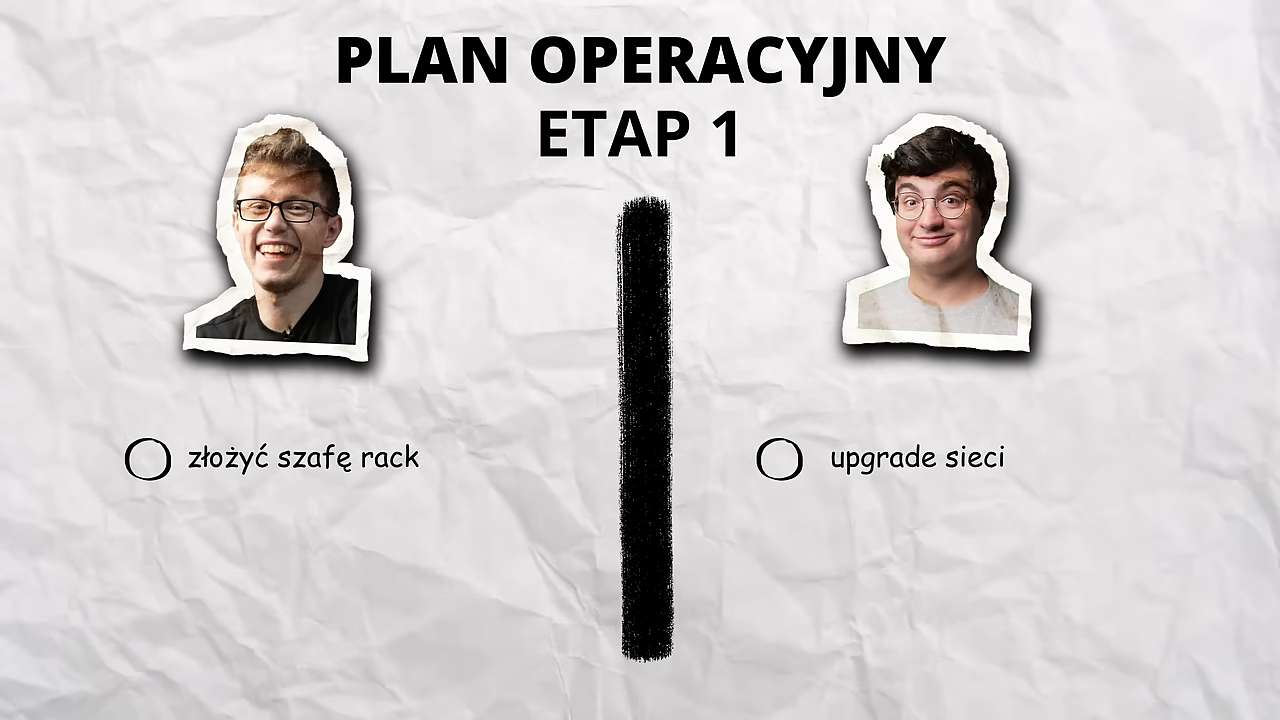 PLAN OPERACYJNY
ETAP 1
złożyć szafę rack
upgrade sieci